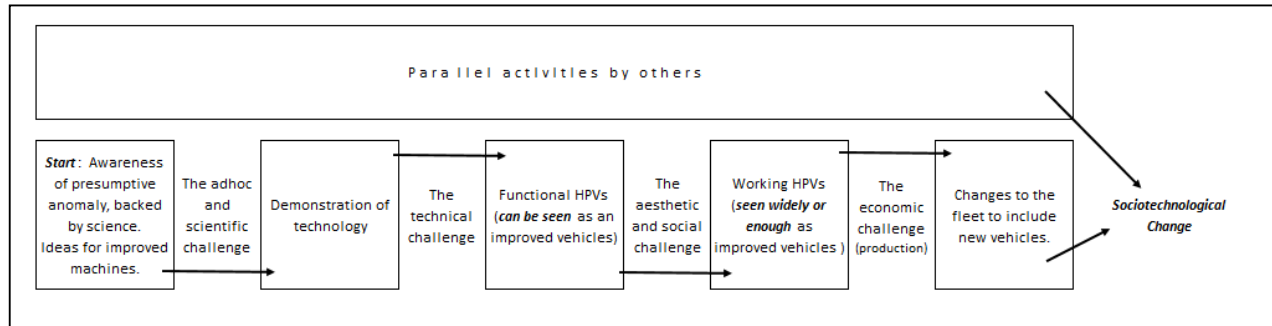 Parallel activities by others
Start: Awareness
of presumptive
anomaly, backed
by science.
Ideas for improved
machines.
The adhoc
and
scientific
challenge
Demonstration of
technology
The
technical
challenge
Functional HPVs
(can be seen as an
improved vehicles)
The
aesthetic
and social
challenge
Working HPVs
(seen widely or
enough as
improved vehicles )
The
economic
challenge
(production)
Changes to the
fleet to include
new vehicles.
Sociotechnological
Change